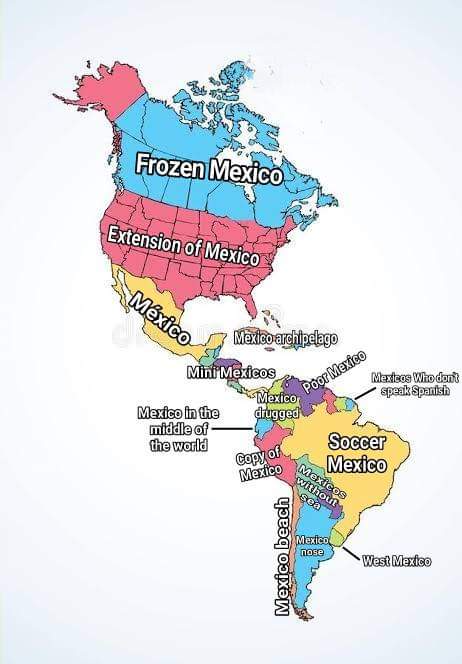 Frozen Mexico
Extension of Mexico
México
Mexico archipelago
Mini Mexicos
Poor Mexico
Mexicos Who don't
speak Spanish
Mexico
drugged
Mexico in the
middle of
the world
Soccer
Mexico
Copy of
Mexico
Mexicos
without
sea
Mexico beach
Mexico
nose
West Mexico